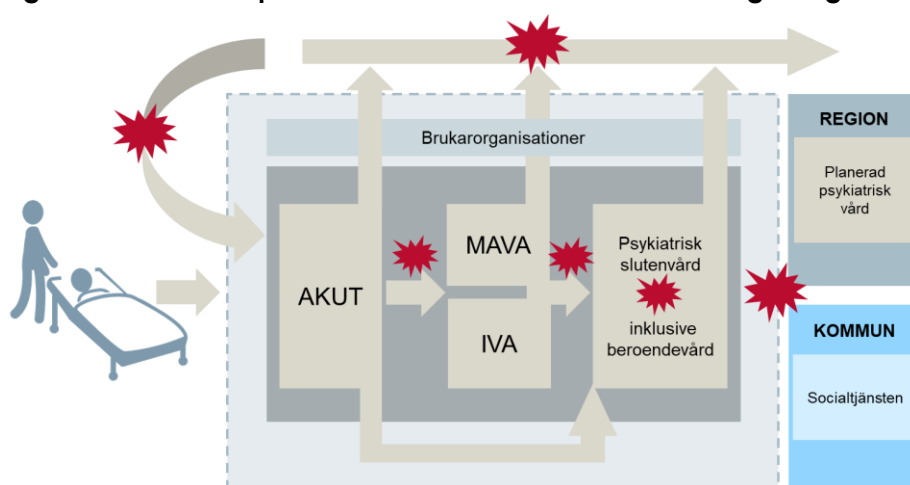 Brukarorganisationer
AKUT
MAVA
IVA
Psykiatrisk
slutenvård
inklusive
beroendevård
REGION
Planerad
psykiatrisk
vård
KOMMUN
Socialtjänsten